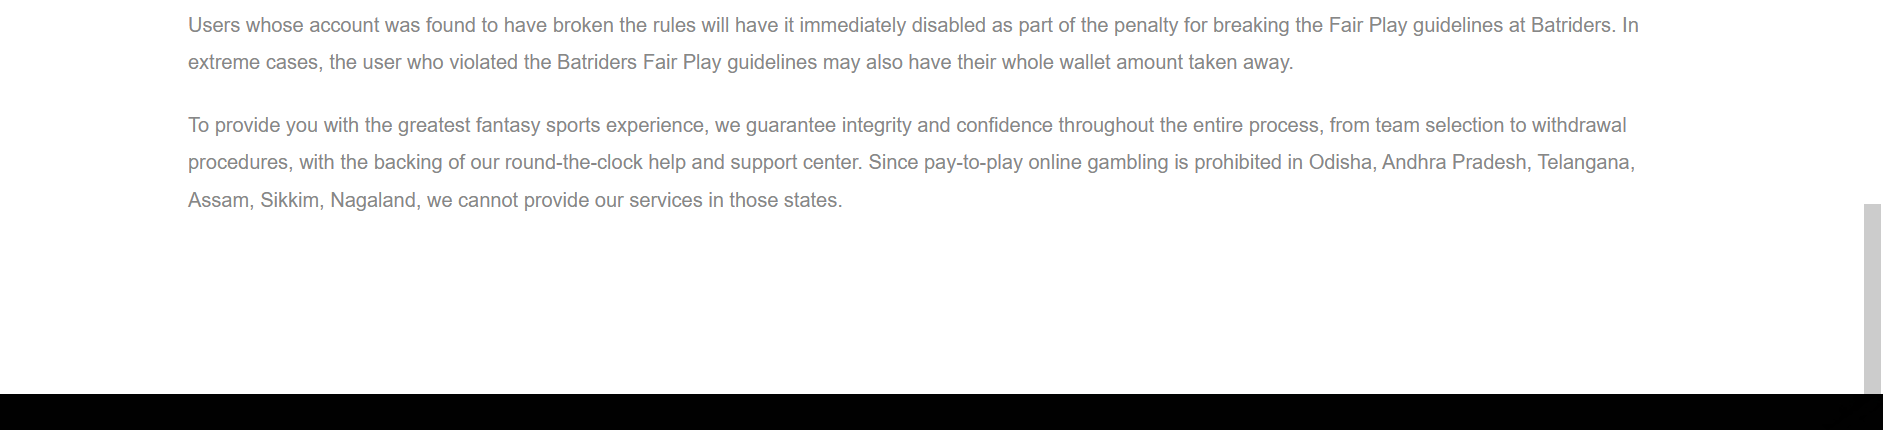 Users whose account was found to have broken the rules will have it immediately disabled as part of the penalty for breaking the Fair Play guidelines at Batriders. In
extreme cases, the user who violated the Batriders Fair Play guidelines may also have their whole wallet amount taken away.
To provide you with the greatest fantasy sports experience, we guarantee integrity and confidence throughout the entire process, from team selection to withdrawal
procedures, with the backing of our round-the-clock help and support center. Since pay-to-play online gambling is prohibited in Odisha, Andhra Pradesh, Telangana,
Assam, Sikkim, Nagaland, we cannot provide our services in those states.